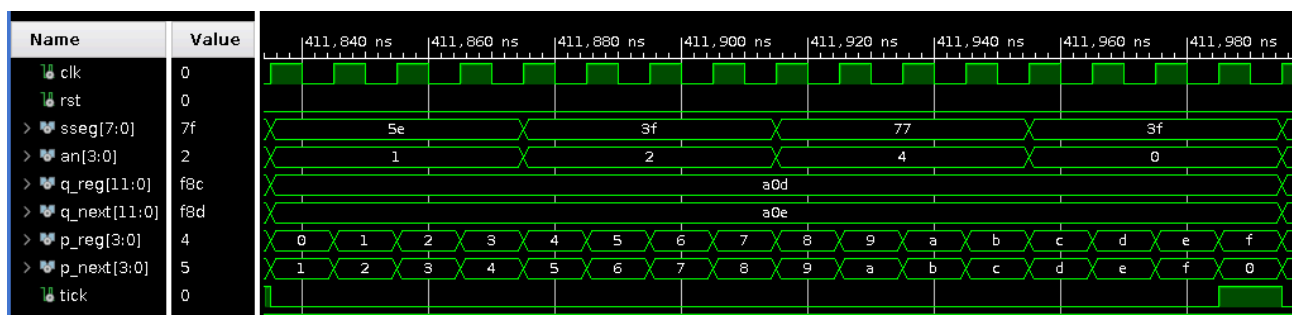 Name Value 411,840 ns 411,860 ns 411,880 ns 411,900 ns 411,920 ns 411,940 ns 411,960 ns 411,980 ns
clk 0
rst 0
> sseg[7:0] 7f 5e 3f 77 3f
> an[3:0] 2 1 2 4 0
> q_reg[11:0] f8c a0d
> q_next[11:0] f8d a0e
> p_reg[3:0] 4 0 1 2 3 4 5 6 7 8 9 a b c d e f
> p_next[3:0] 5 1 2 3 4 5 6 7 8 9 a b c d e f 0
tick 0